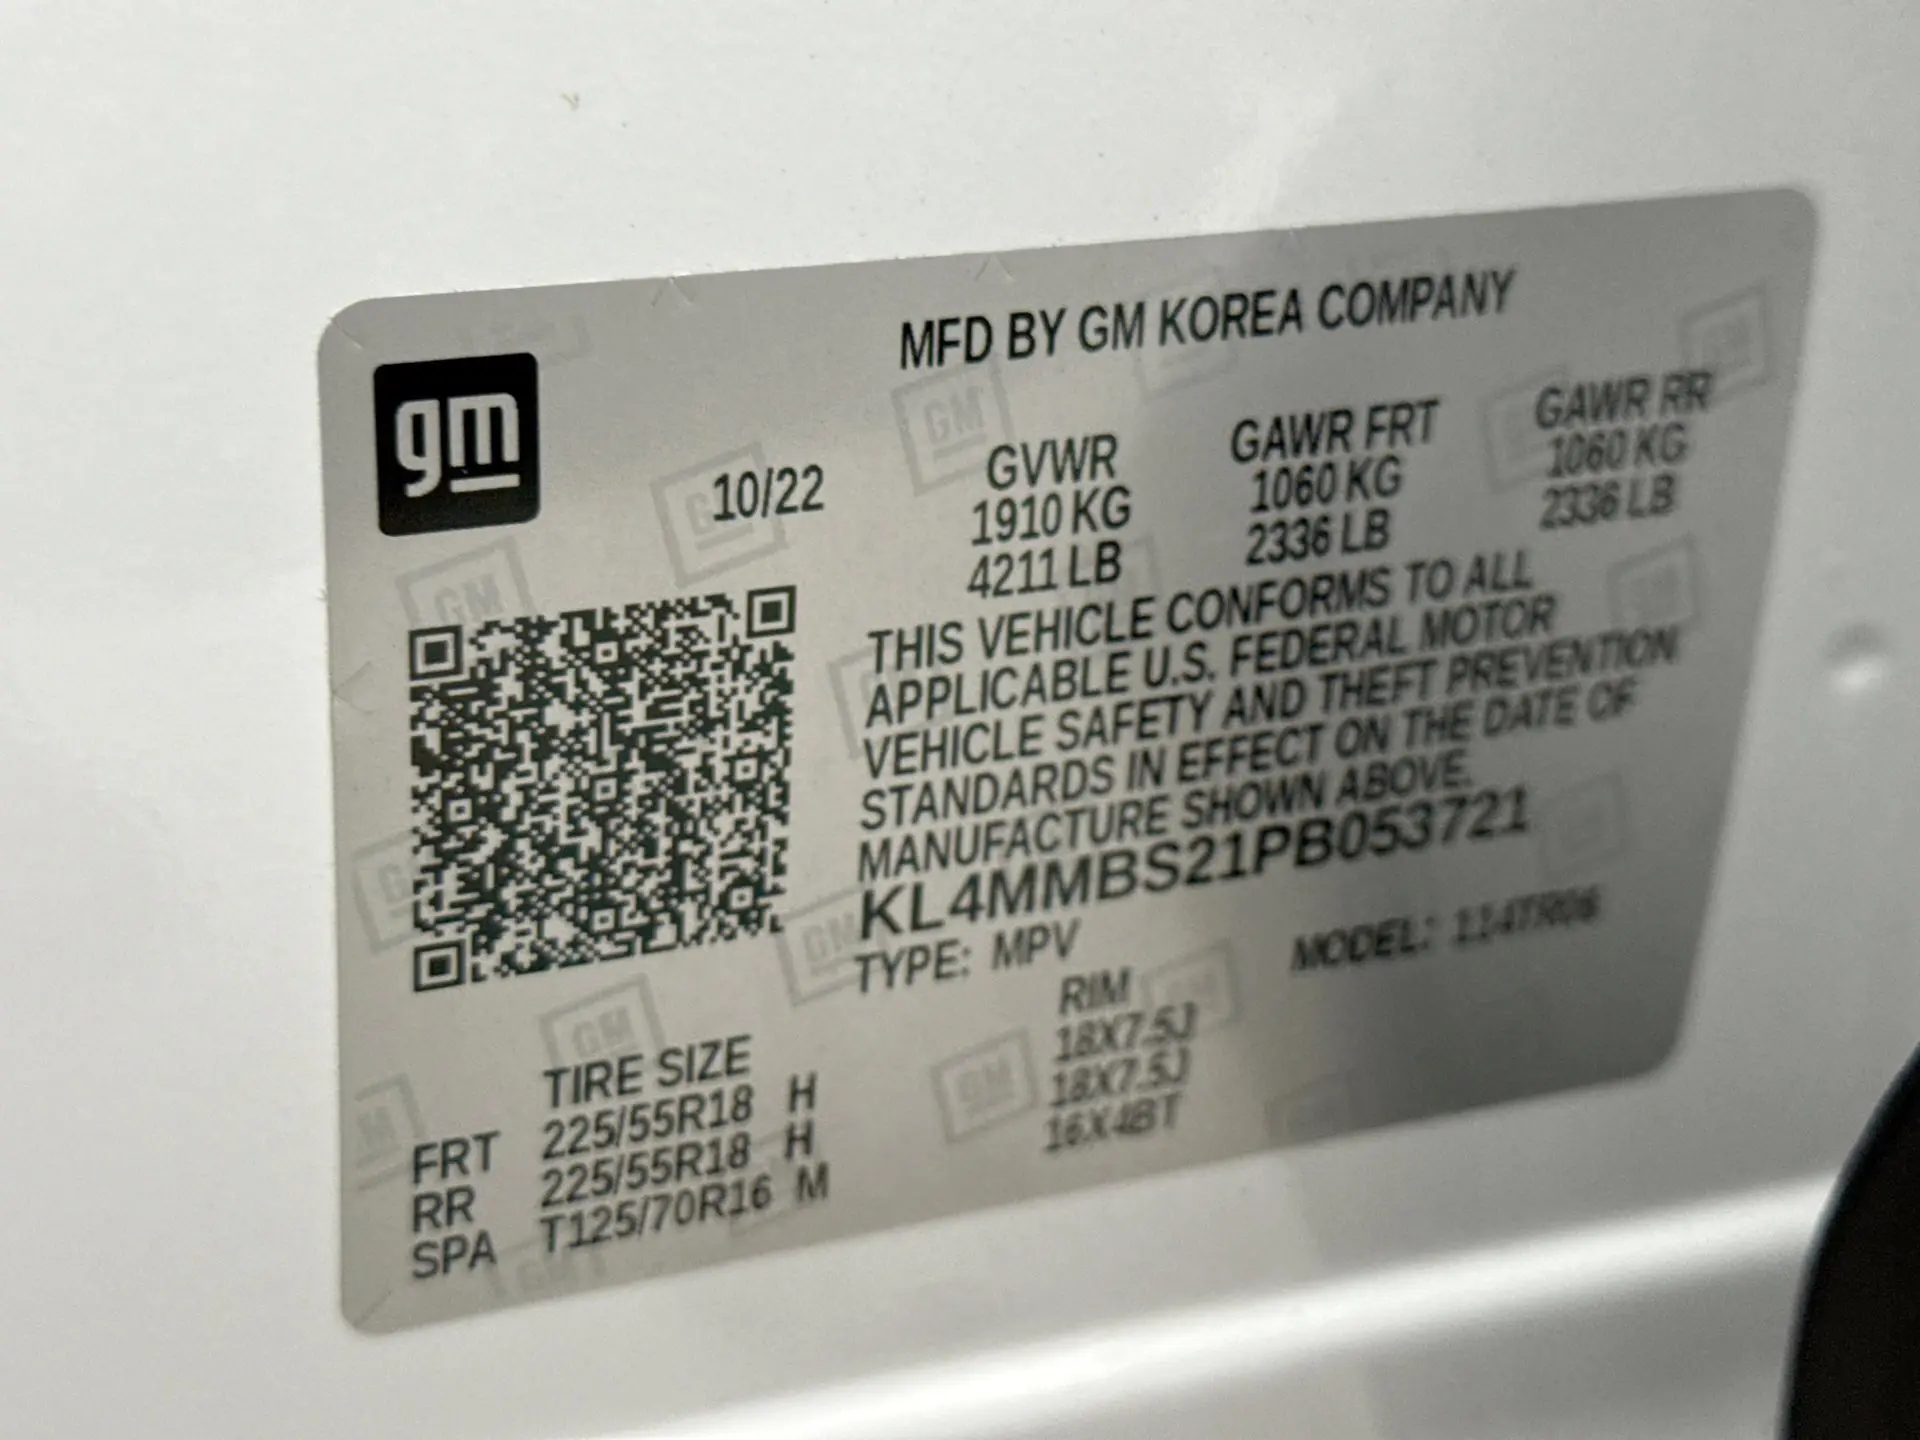 gm
MFD BY GM KOREA COMPANY
10/22
GVWR GAWR FRT GAWR RR
1910 KG 1060 KG 1060 KG
4211 LB 2336 LB 2336 LB
THIS VEHICLE CONFORMS TO ALL
APPLICABLE U.S. FEDERAL MOTOR
VEHICLE SAFETY AND THEFT PREVENTION
STANDARDS IN EFFECT ON THE DATE OF
MANUFACTURE SHOWN ABOVE.
KL4MMBS21PB053721
TYPE: MPV MODEL: 114TR06
TIRE SIZE RIM
FRT 225/55R18 H 18X7.5J
RR 225/55R18 H 18X7.5J
SPA T125/70R16 M 16X4BT